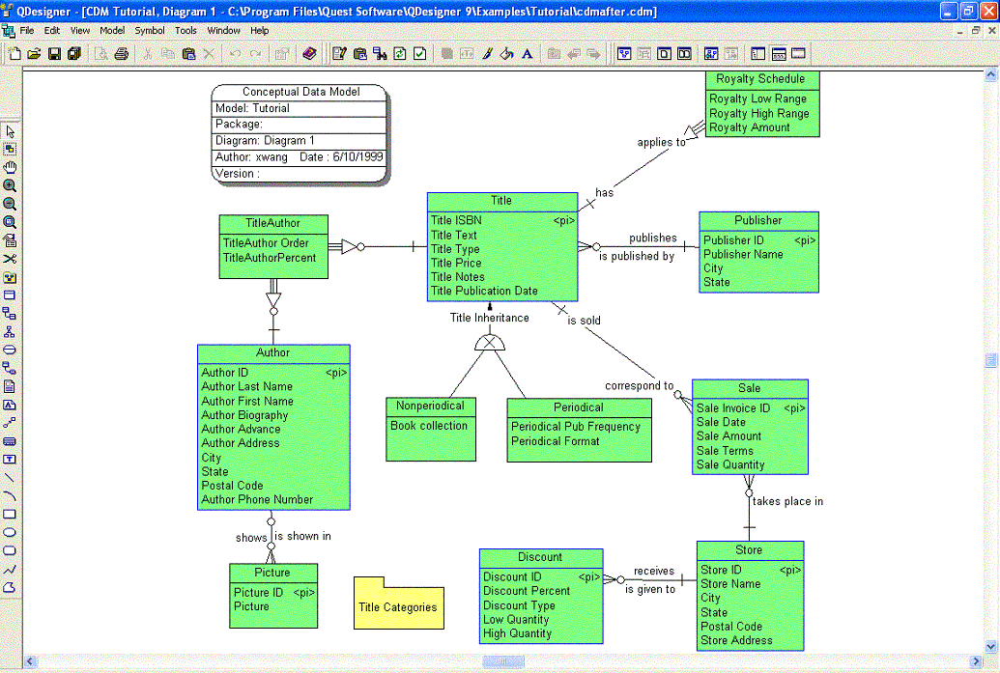 QDesigner - [CDM Tutorial, Diagram 1 - C:\Program Files\Quest Software\QDesigner 9\Examples\Tutorial\cdmafter.cdm]
File Edit View Model Symbol Tools Window Help
Conceptual Data Model
Model: Tutorial
Package:
Diagram: Diagram 1
Author: xwang Date : 6/10/1999
Version :
Royalty Schedule
Royalty Low Range
Royalty High Range
Royalty Amount
applies to
has
TitleAuthor
TitleAuthor Order
TitleAuthorPercent
Title
Title ISBN <pi>
Title Text
Title Type
Title Price
Title Notes
Title Publication Date
publishes
is published by
Publisher
Publisher ID <pi>
Publisher Name
City
State
Title Inheritance
is sold
correspond to
Author
Author ID <pi>
Author Last Name
Author First Name
Author Biography
Author Advance
Author Address
City
State
Postal Code
Author Phone Number
Nonperiodical
Book collection
Periodical
Periodical Pub Frequency
Periodical Format
Sale
Sale Invoice ID <pi>
Sale Date
Sale Amount
Sale Terms
Sale Quantity
takes place in
shows
is shown in
Picture
Picture ID <pi>
Picture
Title Categories
Discount
Discount ID <pi>
Discount Percent
Discount Type
Low Quantity
High Quantity
receives
is given to
Store
Store ID <pi>
Store Name
City
State
Postal Code
Store Address